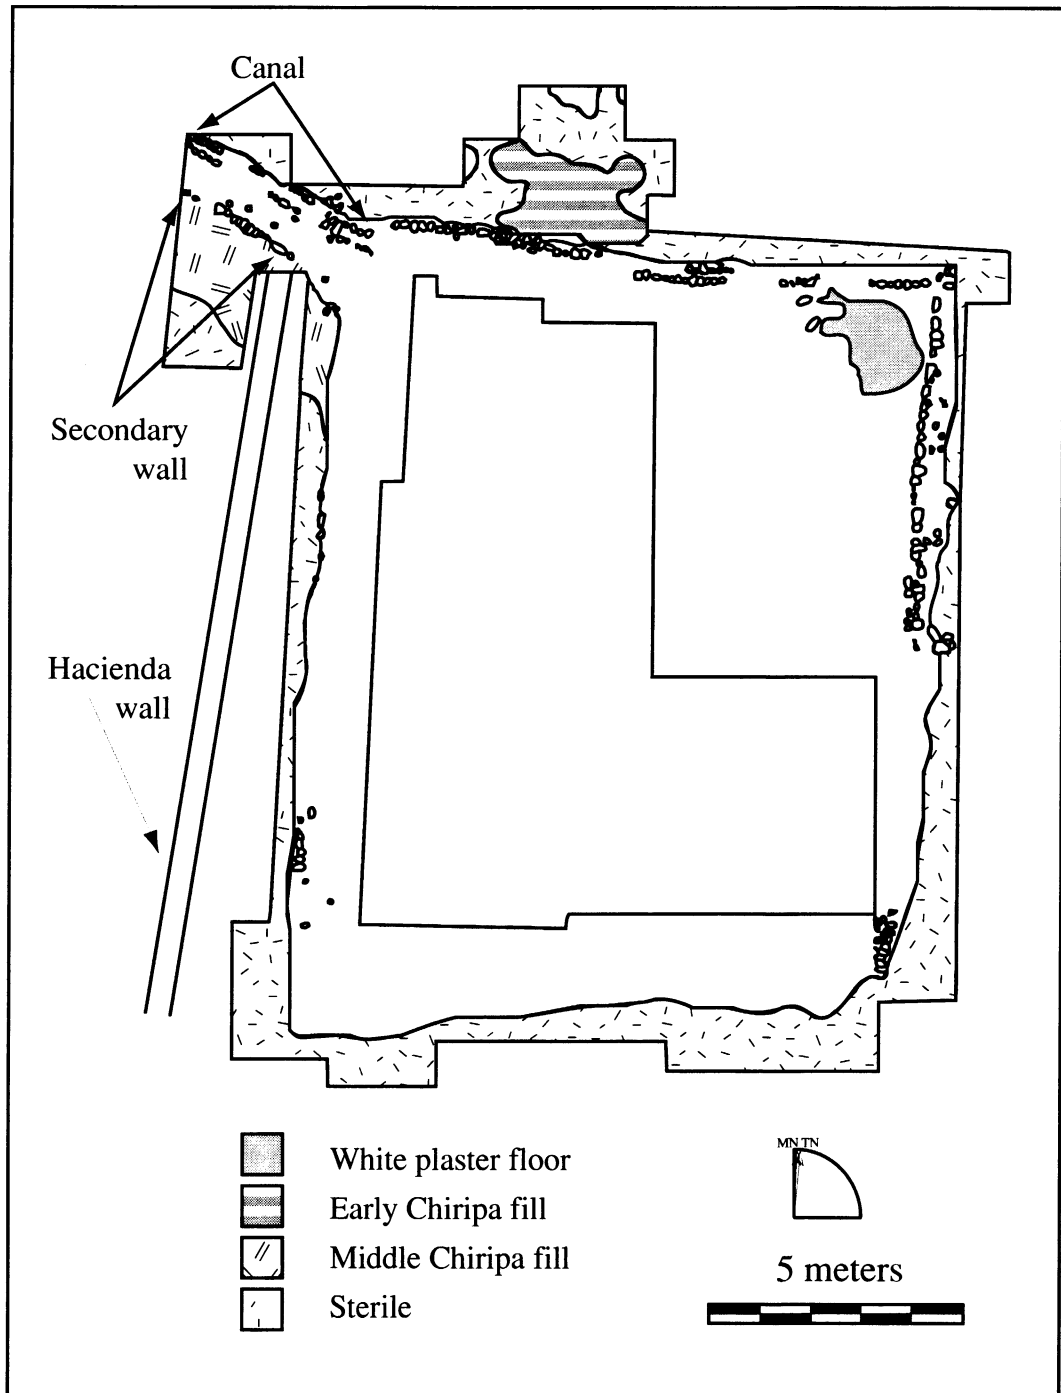 Canal
Secondary
wall
Hacienda
wall
White plaster floor
Early Chiripa fill
Middle Chiripa fill
Sterile
MN TN
5 meters